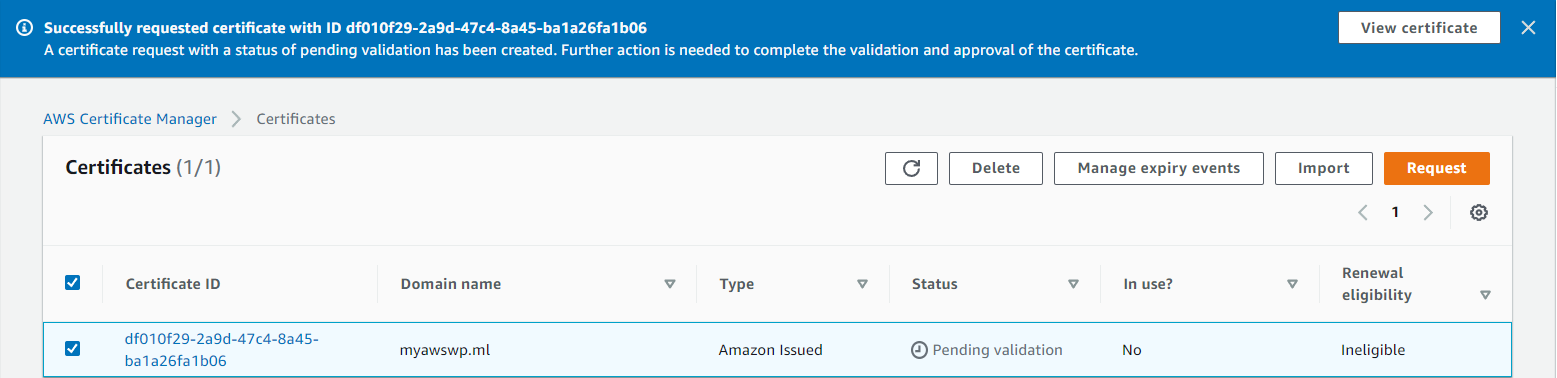 Successfully requested certificate with ID df010f29-2a9d-47c4-8a45-ba1a26fa1b06
A certificate request with a status of pending validation has been created. Further action is needed to complete the validation and approval of the certificate.
View certificate
AWS Certificate Manager Certificates
Certificates (1/1)
Delete
Manage expiry events
Import
Request
1
Certificate ID
Domain name
Type
Status
In use?
Renewal
eligibility
df010f29-2a9d-47c4-8a45-
ba1a26fa1b06
myawswp.ml
Amazon Issued
Pending validation
No
Ineligible